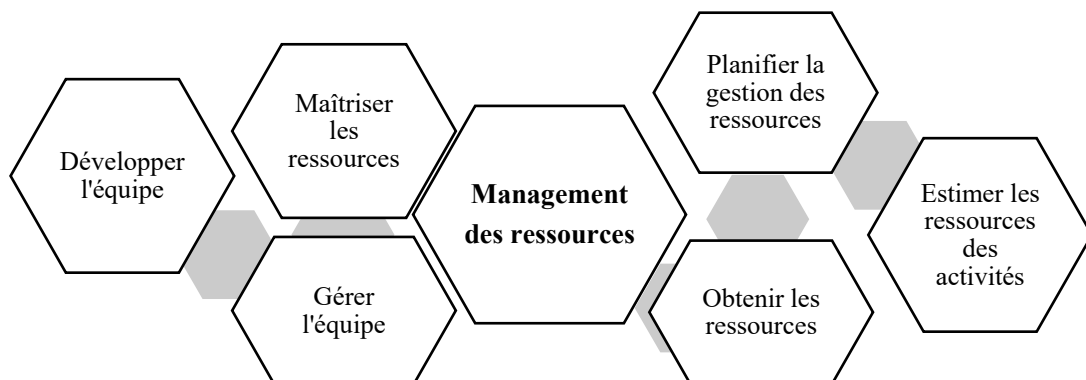 Développer
l'équipe
Maîtriser
les
ressources
Gérer
l'équipe
Management
des ressources
Planifier la
gestion des
ressources
Obtenir les
ressources
Estimer les
ressources
des
activités